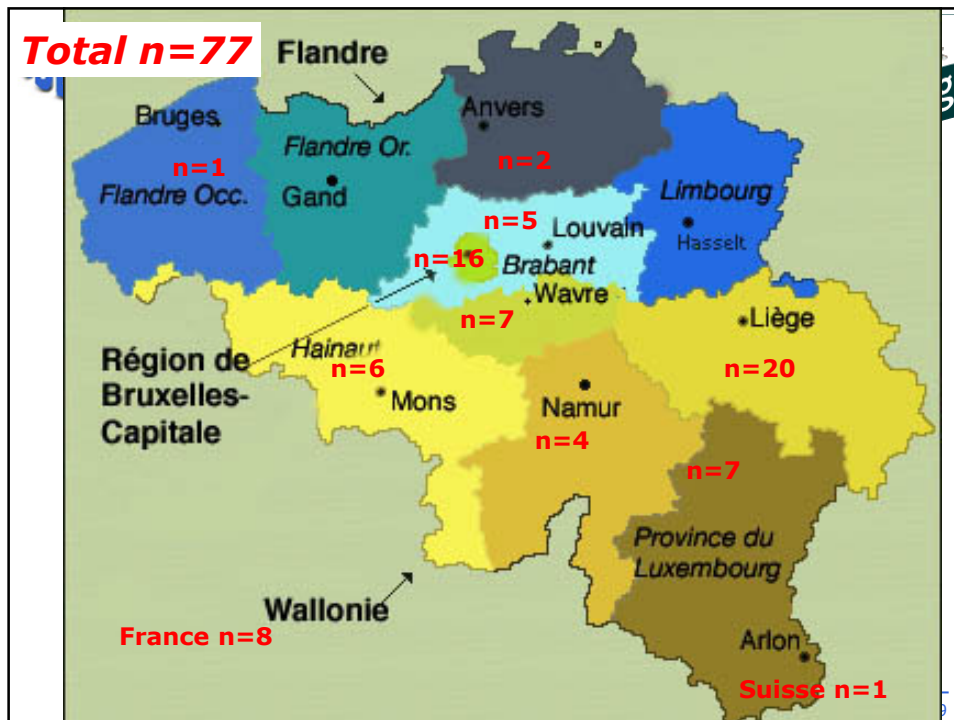 Total n=77
Flandre
Bruges
n=1
Flandre Occ.
Flandre Or.
Gand
Anvers
n=2
Limbourg
Hasselt
n=5
Louvain
n=16
Brabant
Wavre
n=7
Région de
Bruxelles-
Capitale
Hainaut
n=6
Mons
Liège
n=20
Namur
n=4
n=7
Province du
Luxembourg
Wallonie
France n=8
Arlon
Suisse n=1
9